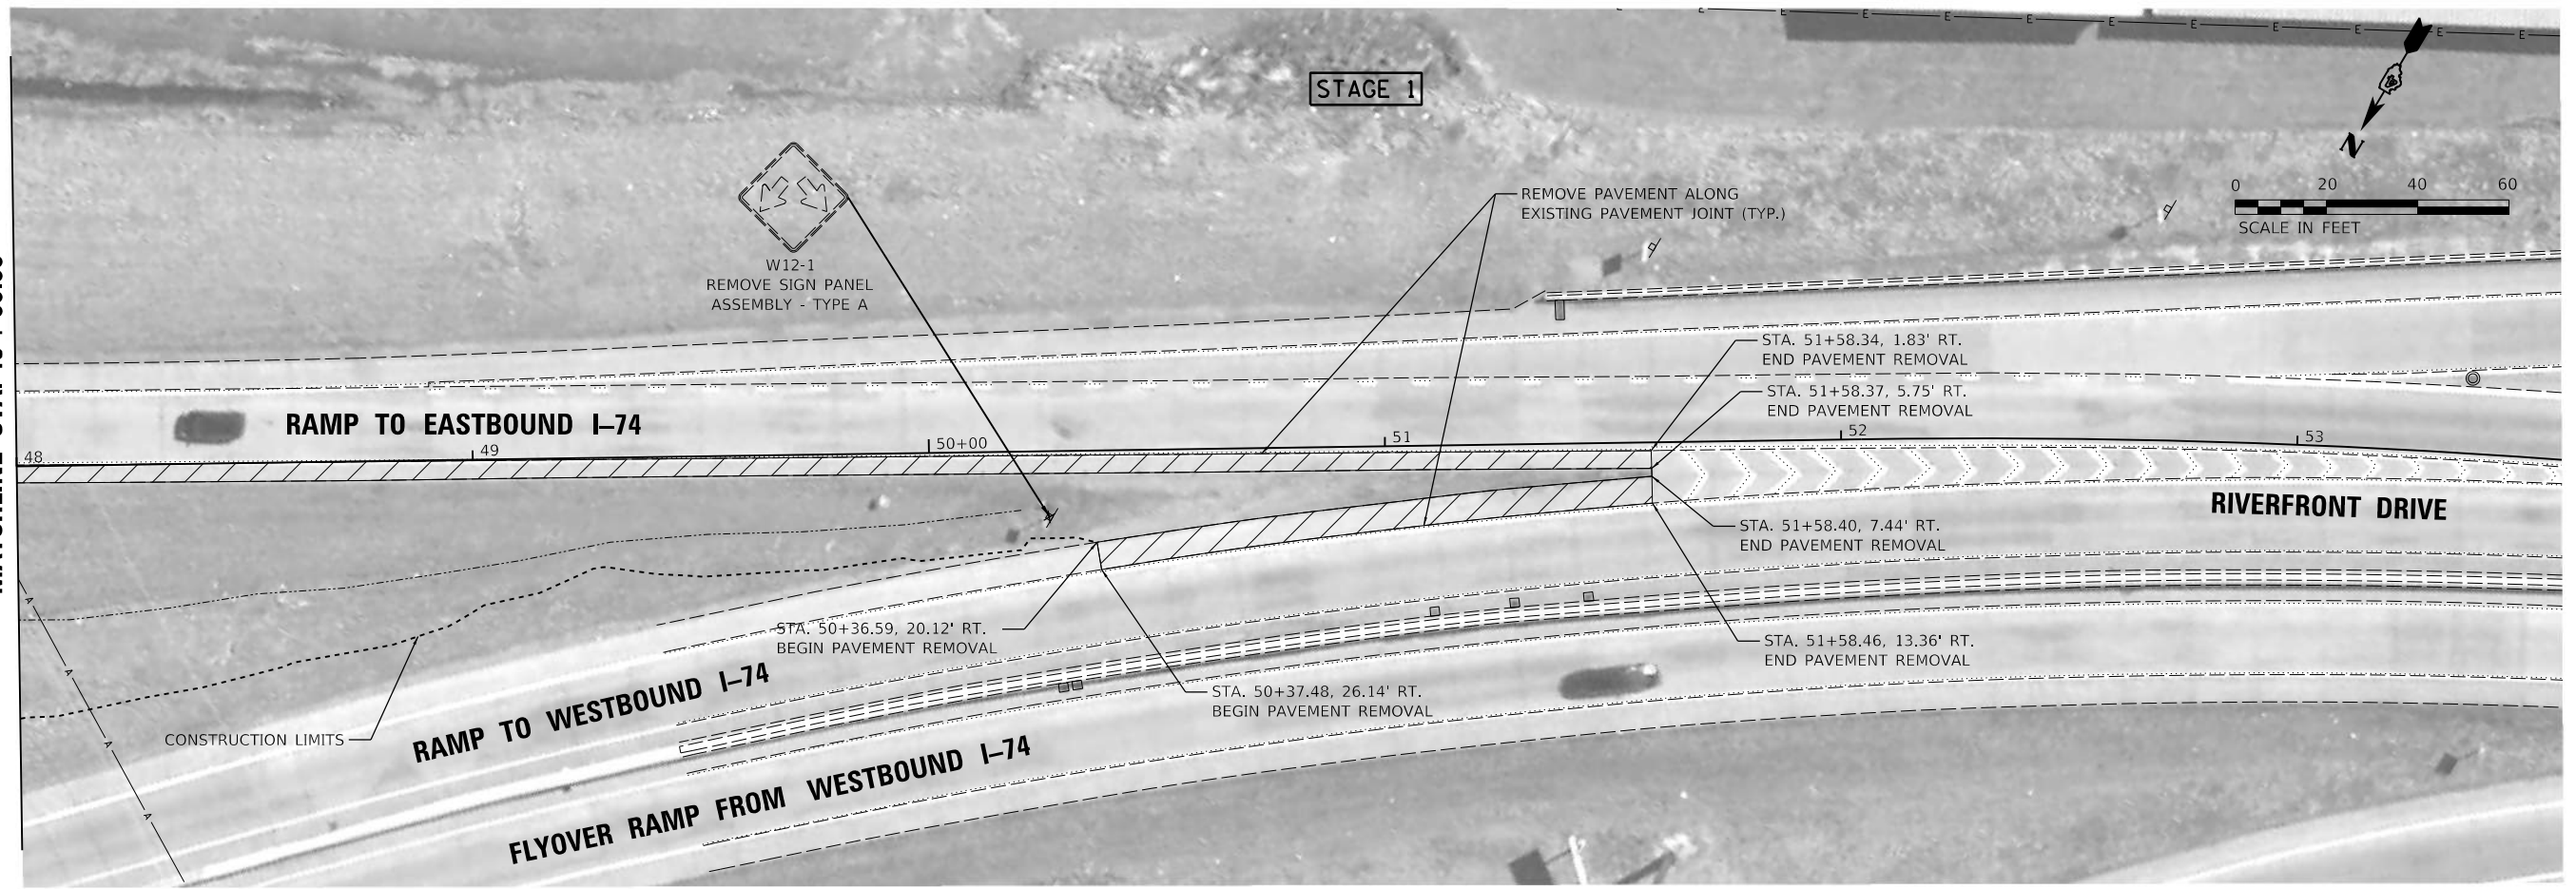 STAGE 1
N
0 20 40 60
SCALE IN FEET
W12-1
REMOVE SIGN PANEL
ASSEMBLY - TYPE A
REMOVE PAVEMENT ALONG
EXISTING PAVEMENT JOINT (TYP.)
STA. 51+58.34, 1.83' RT.
END PAVEMENT REMOVAL
STA. 51+58.37, 5.75' RT.
END PAVEMENT REMOVAL
RAMP TO EASTBOUND I-74
48 49 50+00 51 52 53
RIVERFRONT DRIVE
STA. 51+58.40, 7.44' RT.
END PAVEMENT REMOVAL
STA. 50+36.59, 20.12' RT.
BEGIN PAVEMENT REMOVAL
STA. 51+58.46, 13.36' RT.
END PAVEMENT REMOVAL
STA. 50+37.48, 26.14' RT.
BEGIN PAVEMENT REMOVAL
CONSTRUCTION LIMITS
RAMP TO WESTBOUND I-74
FLYOVER RAMP FROM WESTBOUND I-74
E E E E E E E E E E E E
A A A A